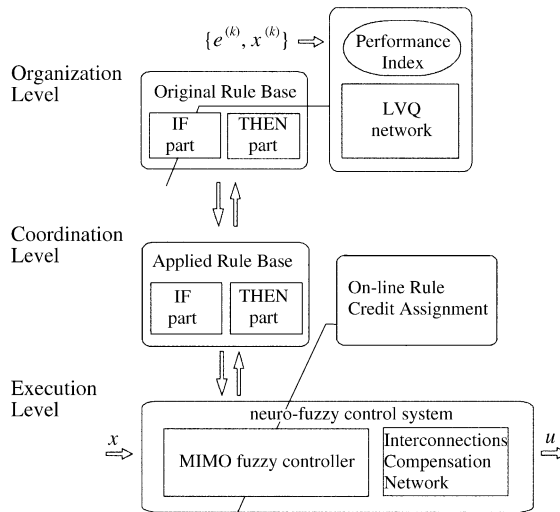 {e^(k), x^(k)}
Performance
Index
LVQ
network
Organization
Level
Original Rule Base
IF
part
THEN
part
Coordination
Level
Applied Rule Base
IF
part
THEN
part
On-line Rule
Credit Assignment
Execution
Level
neuro-fuzzy control system
x
MIMO fuzzy controller
Interconnections
Compensation
Network
u